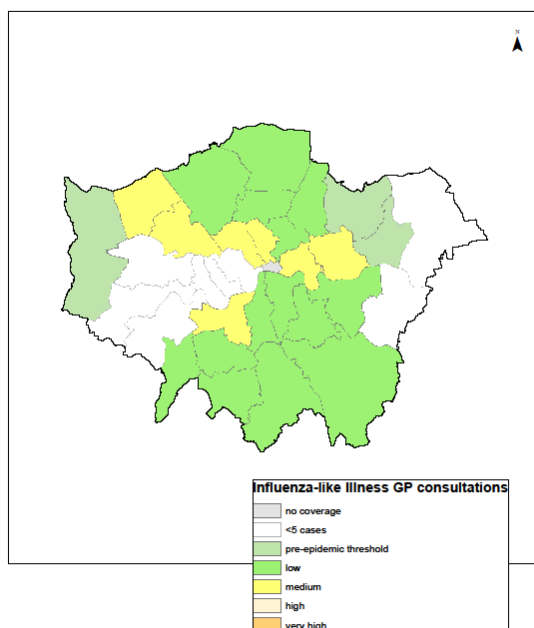 N
Influenza-like Illness GP consultations
no coverage
<5 cases
pre-epidemic threshold
low
medium
high
very high